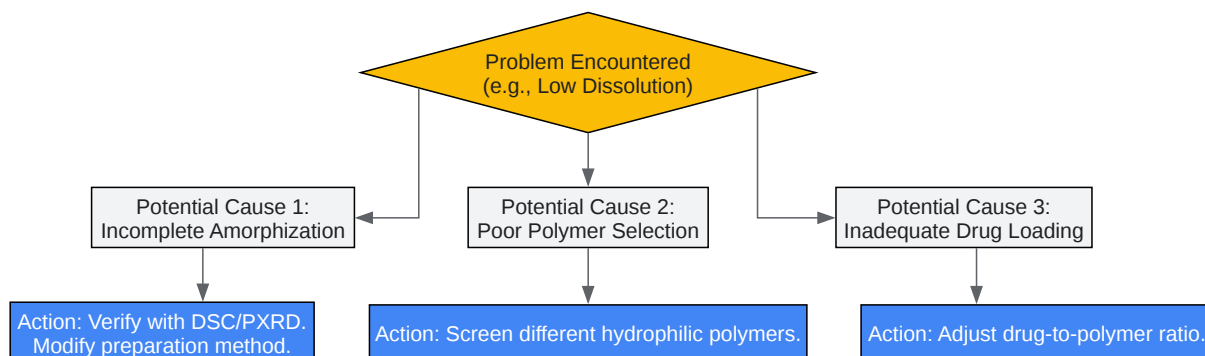 Problem Encountered
(e.g., Low Dissolution)
Potential Cause 1:
Incomplete Amorphization
Potential Cause 2:
Poor Polymer Selection
Potential Cause 3:
Inadequate Drug Loading
Action: Verify with DSC/PXRD.
Modify preparation method.
Action: Screen different hydrophilic polymers.
Action: Adjust drug-to-polymer ratio.